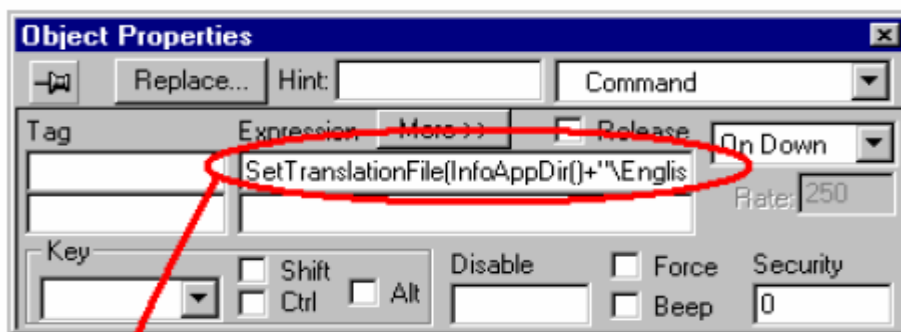 Object Properties
Replace... Hint: Command
Tag Expression More >> Release On Down
SetTranslationFile(InfoAppDir()+"\Englis
Rate: 250
Key Shift Disable Force Security
Ctrl Alt Beep 0